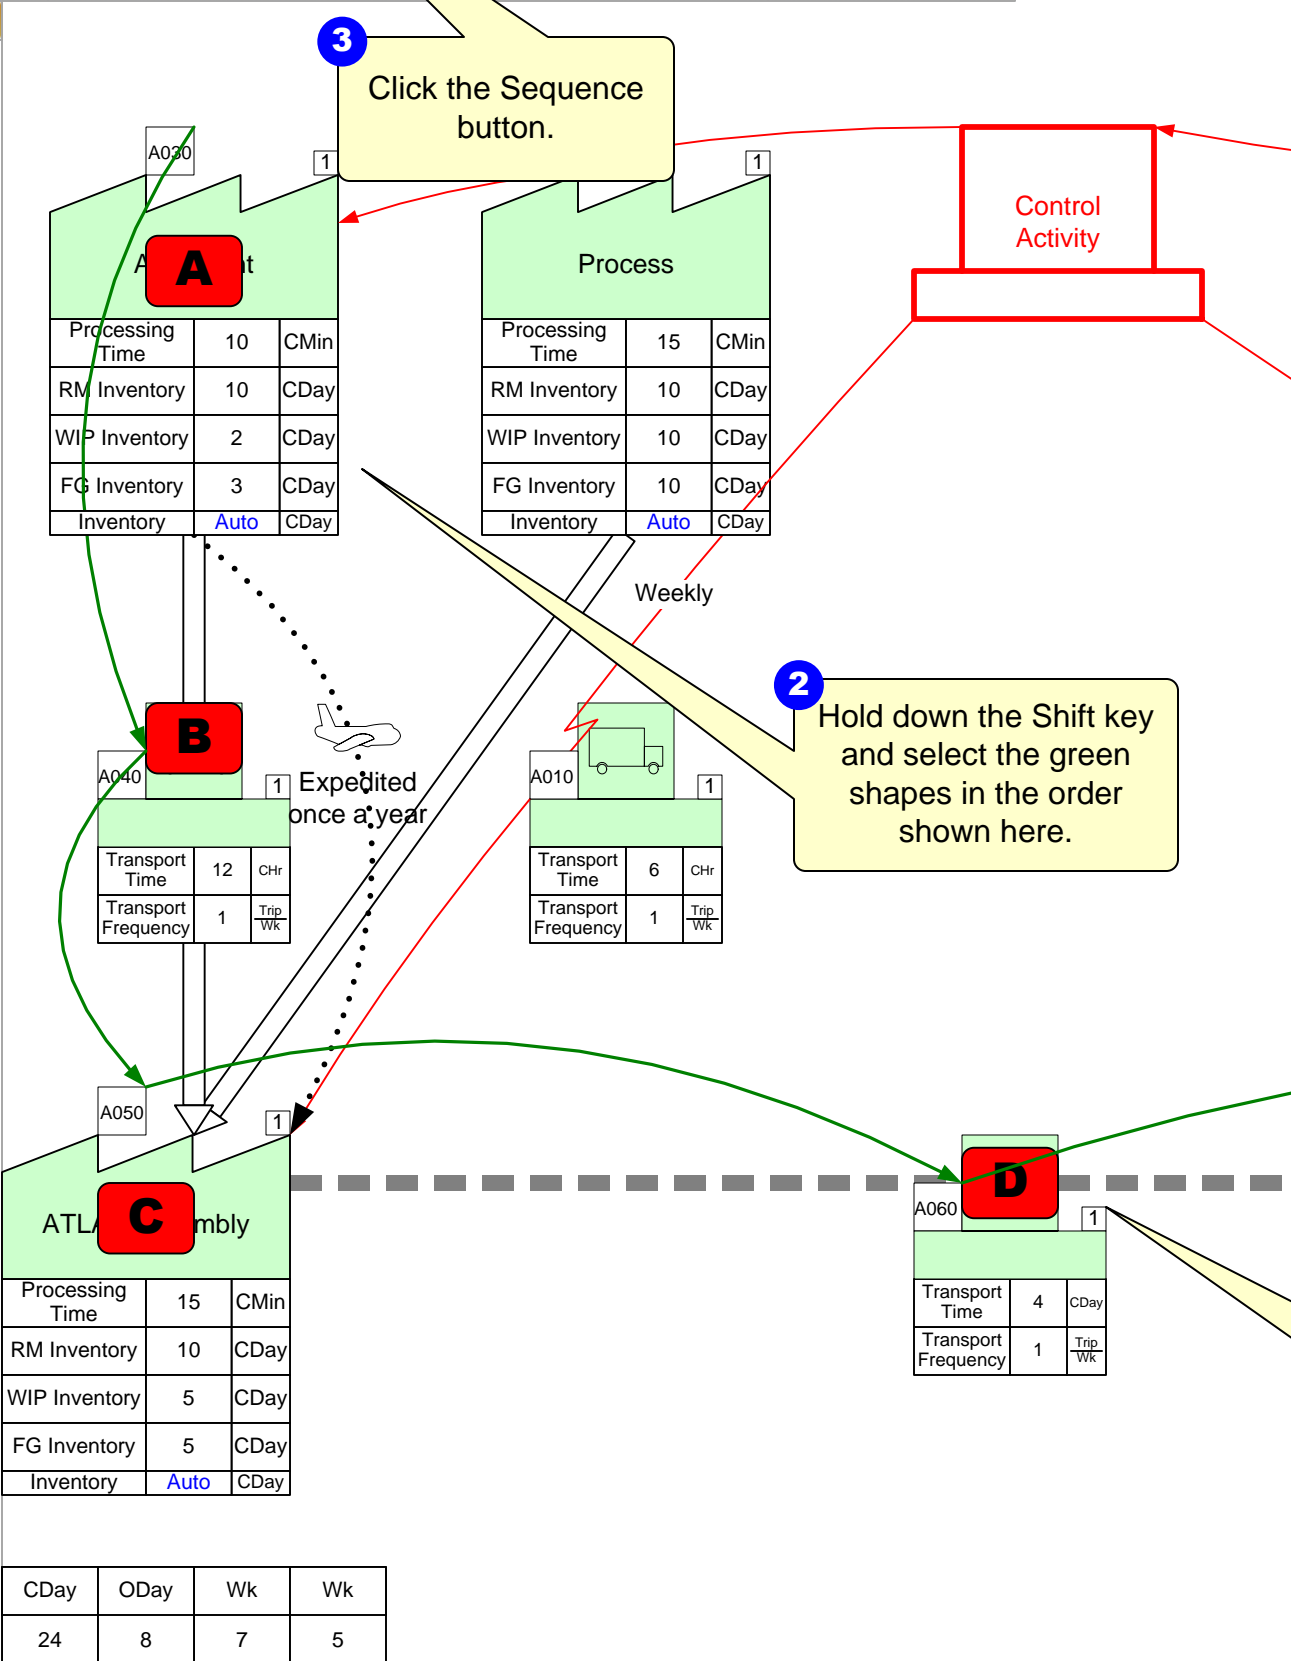 3
Click the Sequence
button.
A030
1
1
Control
Activity
A
Process
Processing
Time
10
CMin
RM Inventory
10
CDay
WIP Inventory
2
CDay
FG Inventory
3
CDay
Inventory
Auto
CDay
Processing
Time
15
CMin
RM Inventory
10
CDay
WIP Inventory
10
CDay
FG Inventory
10
CDay
Inventory
Auto
CDay
Weekly
2
Hold down the Shift key
and select the green
shapes in the order
shown here.
B
A040
1
Expedited
once a year
A010
1
Transport
Time
12
CHr
Transport
Frequency
1
Trip
Wk
Transport
Time
6
CHr
Transport
Frequency
1
Trip
Wk
A050
1
C
D
A060
1
Processing
Time
15
CMin
RM Inventory
10
CDay
WIP Inventory
5
CDay
FG Inventory
5
CDay
Inventory
Auto
CDay
Transport
Time
4
CDay
Transport
Frequency
1
Trip
Wk
CDay ODay Wk Wk
24 8 7 5